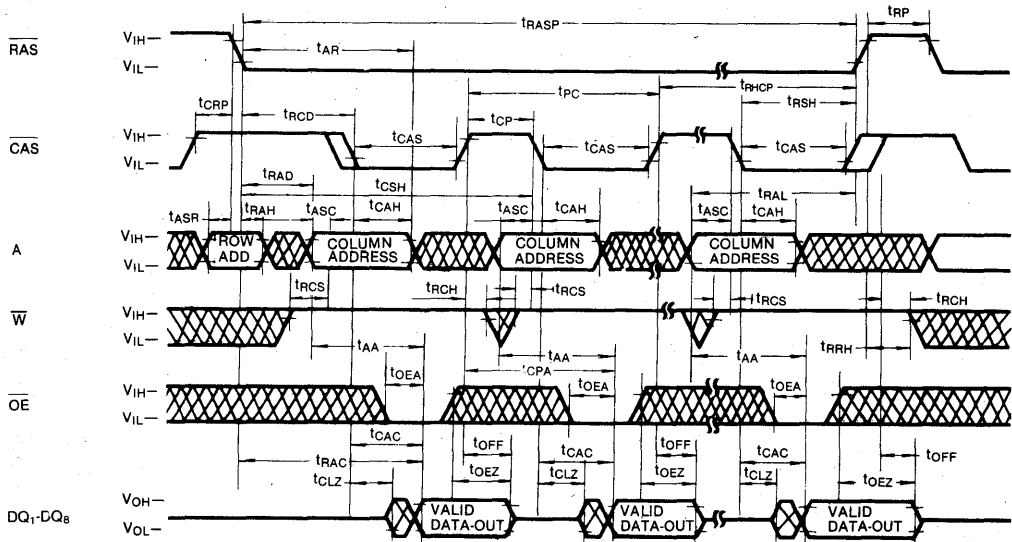 tRASP
tRP
RAS
VIH
tAR
VIL
tPC
tRHCP
tCRP
tRCD
tCP
tRSH
CAS
VIH
tCAS
tCAS
tCAS
VIL
tRAD
tCSH
tRAL
tASR
tRAH
tASC
tCAH
tASC
tCAH
tASC
tCAH
A
VIH
ROW ADD
COLUMN ADDRESS
COLUMN ADDRESS
COLUMN ADDRESS
VIL
tRCS
tRCH
tRCS
tRCS
tRCH
W
VIH
VIL
tAA
tAA
tAA
tRRH
tCPA
tOEA
tOEA
tOEA
OE
VIH
VIL
tCAC
tOFF
tCAC
tOFF
tCAC
tOFF
tRAC
tCLZ
tOEZ
tCLZ
tOEZ
tCLZ
tOEZ
DQ1-DQ8
VOH
VALID DATA-OUT
VALID DATA-OUT
VALID DATA-OUT
VOL